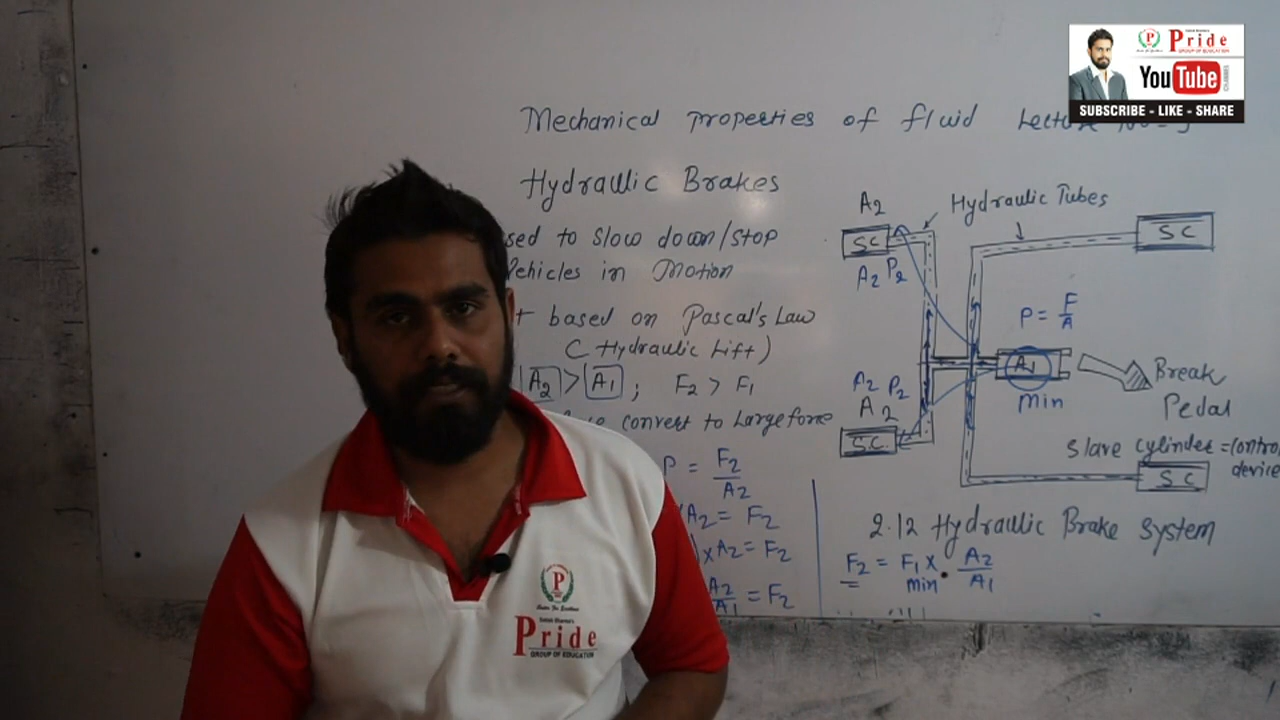 Pride
GROUP OF EDUCATION
YouTube
SUBSCRIBE - LIKE - SHARE
Mechanical properties of fluid
Hydraulic Brakes
to slow down/stop
Vehicles in Motion
based on Pascal's Law
( Hydraulic Lift )
A2 > A1 ; F2 > F1
convert to Large force
P = F2/A2
A2 = F2
x A2 = F2
A2/A1 = F2
A2
Hydraulic Tubes
SC
SC
A2 P2
P = F/A
A1
Min
Break
Pedal
A2 P2
A2
SC
Slave cylinder =
device
SC
2.12 Hydraulic Brake System
F2 = F1 x A2/A1
min
P
Pride
GROUP OF EDUCATION